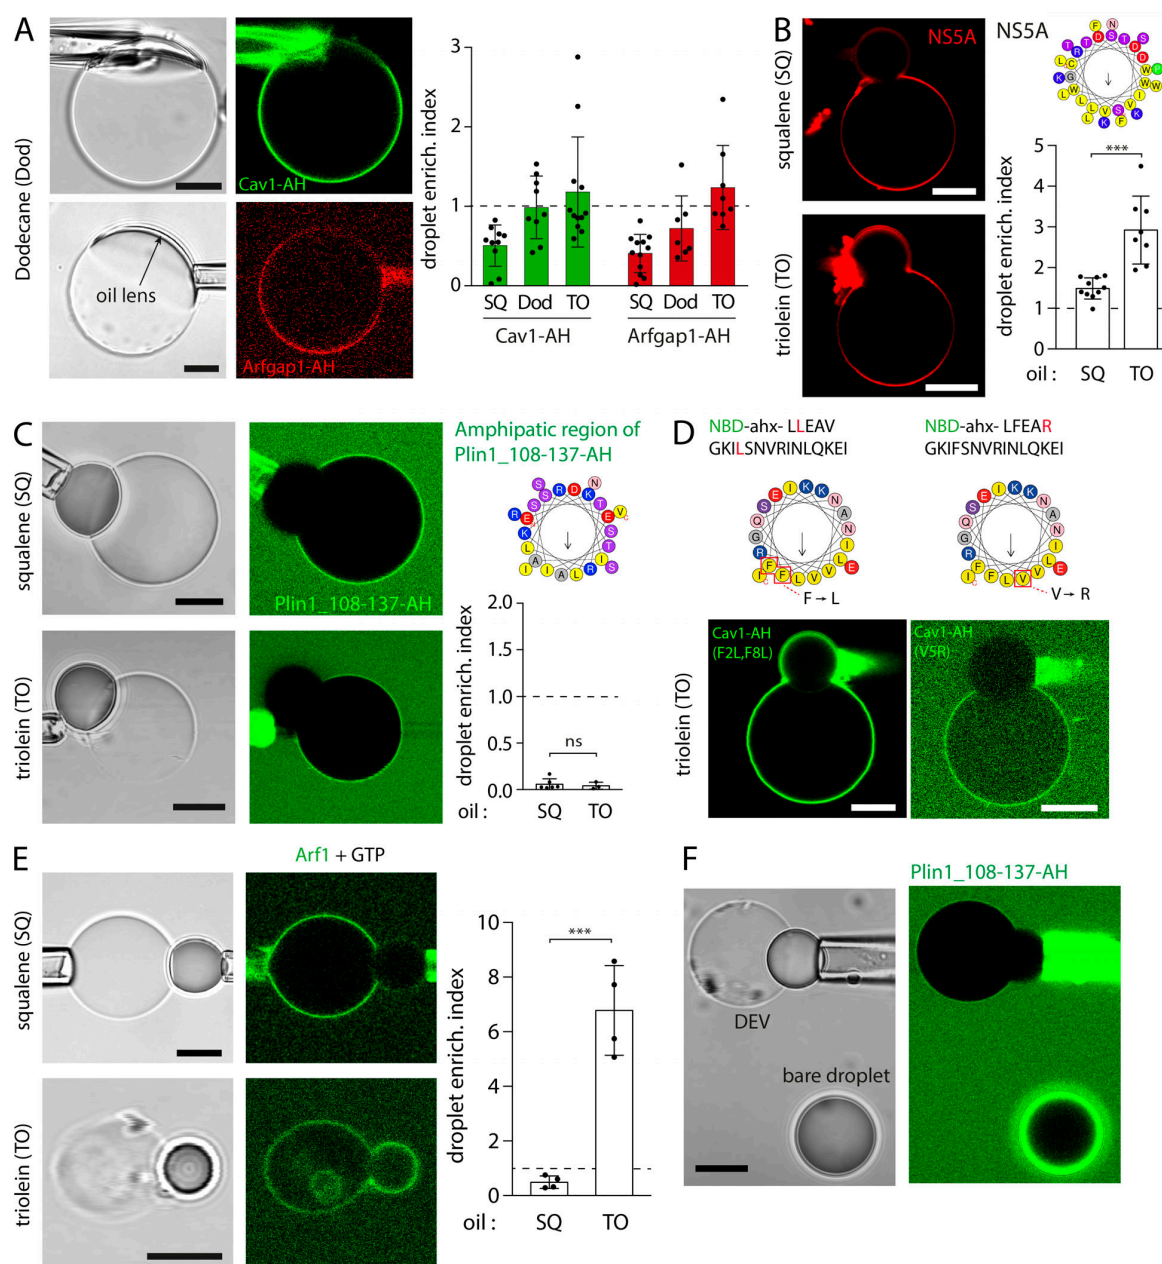 A
Dodecane (Dod)
Cav1-AH
oil lens
Arfgap1-AH
droplet enrich. index
3
2
1
0
SQ Dod TO SQ Dod TO
Cav1-AH Arfgap1-AH
B
squalene (SQ)
NS5A
triolein (TO)
NS5A
droplet enrich. index
5
4
3
2
1
0
***
oil : SQ TO
C
squalene (SQ)
Plin1_108-137-AH
triolein (TO)
Amphipatic region of
Plin1_108-137-AH
droplet enrich. index
2.0
1.5
1.0
0.5
0.0
ns
oil : SQ TO
D
NBD-ahx- LLEAV
GKILSNVRINLQKEI
F → L
NBD-ahx- LFEAR
GKIFSNVRINLQKEI
V → R
triolein (TO)
Cav1-AH
(F2L,F8L)
Cav1-AH
(V5R)
E
Arf1 + GTP
squalene (SQ)
triolein (TO)
droplet enrich. index
10
8
6
4
2
1
0
***
oil : SQ TO
F
Plin1_108-137-AH
DEV
bare droplet